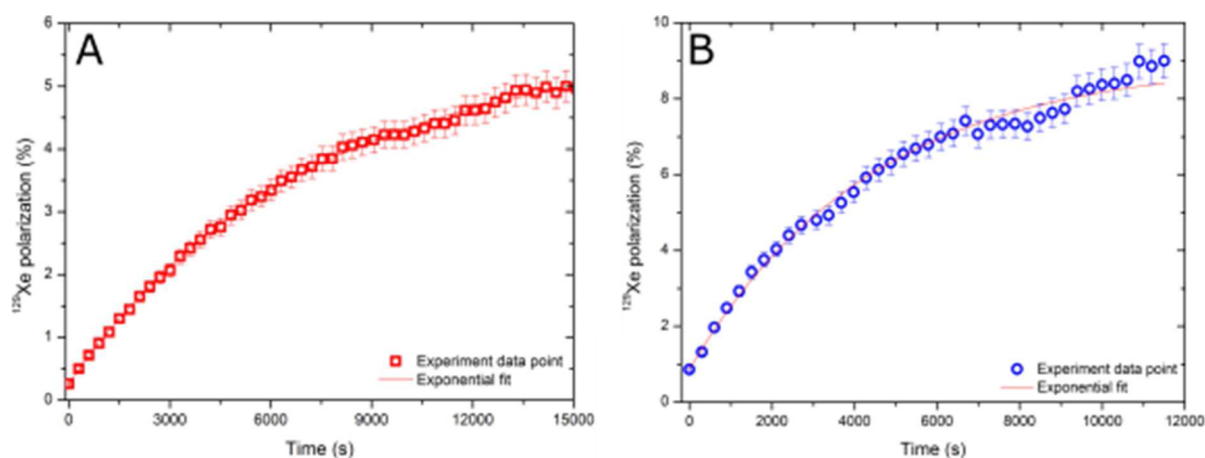 A
6
5
4
3
2
1
0
¹²⁹Xe polarization (%)
Experiment data point
Exponential fit
0 3000 6000 9000 12000 15000
Time (s)
B
10
8
6
4
2
0
¹²⁹Xe polarization (%)
Experiment data point
Exponential fit
0 2000 4000 6000 8000 10000 12000
Time (s)